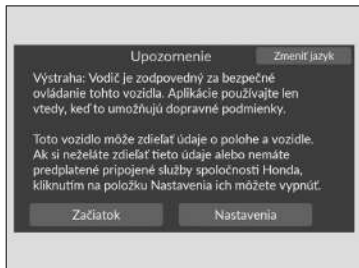 Upozornenie
Zmeniť jazyk
Výstraha: Vodič je zodpovedný za bezpečné
ovládanie tohto vozidla. Aplikácie používajte len
vtedy, keď to umožňujú dopravné podmienky.
Toto vozidlo môže zdieľať údaje o polohe a vozidle.
Ak si neželáte zdieľať tieto údaje alebo nemáte
predplatené pripojené služby spoločnosti Honda,
kliknutím na položku Nastavenia ich môžete vypnúť.
Začiatok
Nastavenia